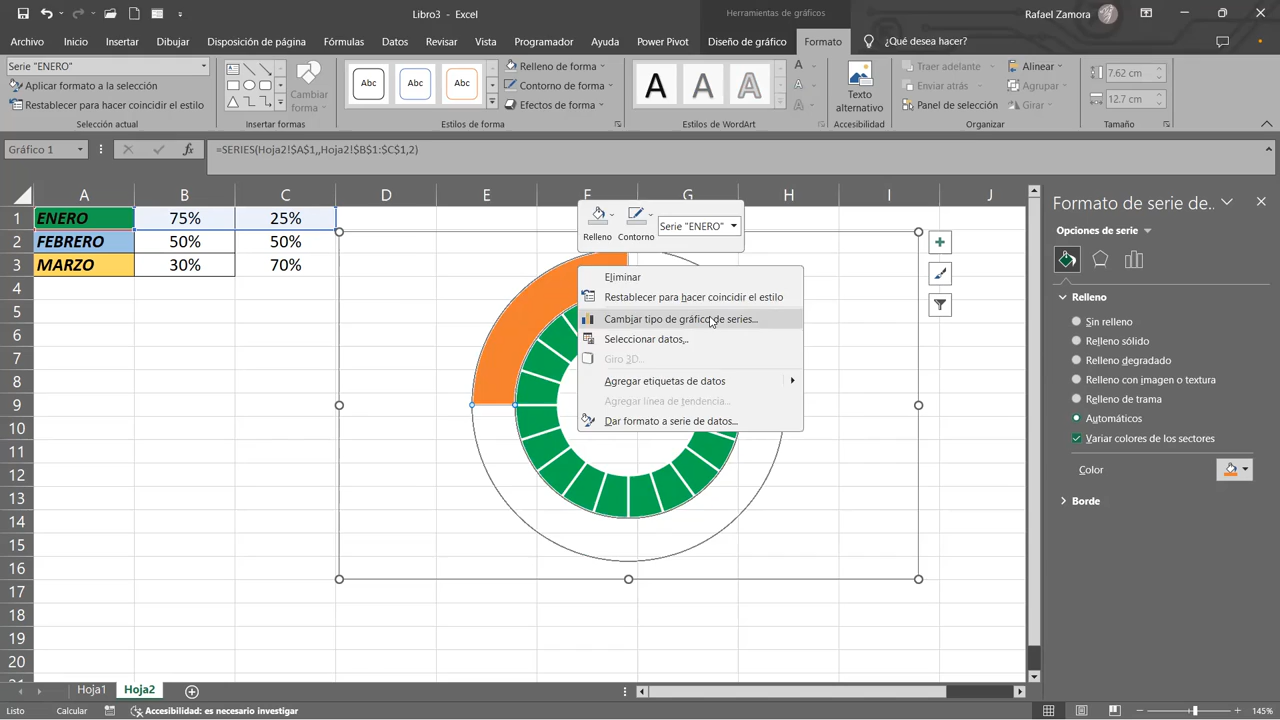 Libro3 - Excel
Herramientas de gráficos
Rafael Zamora
Archivo Inicio Insertar Dibujar Disposición de página Fórmulas Datos Revisar Vista Programador Ayuda Power Pivot Diseño de gráfico Formato ¿Qué desea hacer?
Serie "ENERO"
Aplicar formato a la selección
Restablecer para hacer coincidir el estilo
Selección actual
Cambiar forma
Insertar formas
Abc Abc Abc
Relleno de forma
Contorno de forma
Efectos de forma
Estilos de forma
A A A
Estilos de WordArt
Texto alternativo
Accesibilidad
Traer adelante
Enviar atrás
Panel de selección
Alinear
Agrupar
Girar
Organizar
7.62 cm
12.7 cm
Tamaño
Gráfico 1 fx =SERIES(Hoja2!$A$1,,Hoja2!$B$1:$C$1,2)
A B C D E F G H I J
1 ENERO 75% 25%
2 FEBRERO 50% 50%
3 MARZO 30% 70%
4
5
6
7
8
9
10
11
12
13
14
15
16
17
18
19
20
Relleno Contorno Serie "ENERO"
Eliminar
Restablecer para hacer coincidir el estilo
Cambiar tipo de gráfico de series...
Seleccionar datos...
Giro 3D...
Agregar etiquetas de datos
Agregar línea de tendencia...
Dar formato a serie de datos...
Formato de serie de...
Opciones de serie
Relleno
Sin relleno
Relleno sólido
Relleno degradado
Relleno con imagen o textura
Relleno de trama
Automáticos
Variar colores de los sectores
Color
Borde
Hoja1 Hoja2
Listo Calcular Accesibilidad: es necesario investigar 145%